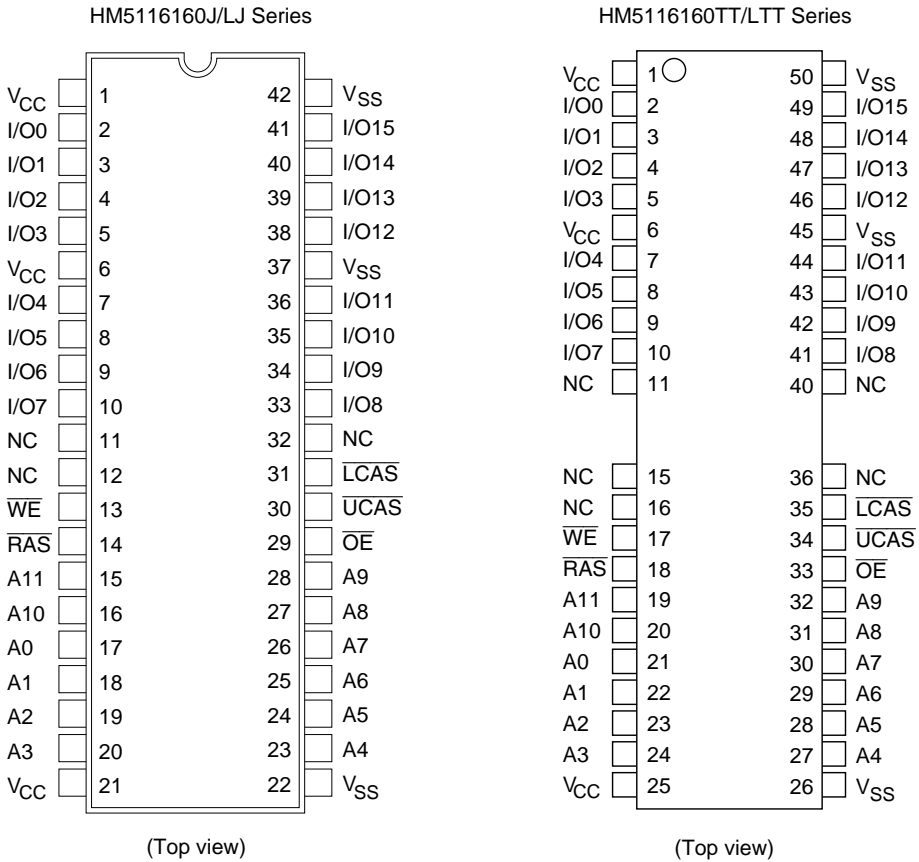 HM5116160J/LJ Series
VCC 1 42 VSS
I/O0 2 41 I/O15
I/O1 3 40 I/O14
I/O2 4 39 I/O13
I/O3 5 38 I/O12
VCC 6 37 VSS
I/O4 7 36 I/O11
I/O5 8 35 I/O10
I/O6 9 34 I/O9
I/O7 10 33 I/O8
NC 11 32 NC
NC 12 31 LCAS
WE 13 30 UCAS
RAS 14 29 OE
A11 15 28 A9
A10 16 27 A8
A0 17 26 A7
A1 18 25 A6
A2 19 24 A5
A3 20 23 A4
VCC 21 22 VSS
(Top view)
HM5116160TT/LTT Series
VCC 1 50 VSS
I/O0 2 49 I/O15
I/O1 3 48 I/O14
I/O2 4 47 I/O13
I/O3 5 46 I/O12
VCC 6 45 VSS
I/O4 7 44 I/O11
I/O5 8 43 I/O10
I/O6 9 42 I/O9
I/O7 10 41 I/O8
NC 11 40 NC
NC 15 36 NC
NC 16 35 LCAS
WE 17 34 UCAS
RAS 18 33 OE
A11 19 32 A9
A10 20 31 A8
A0 21 30 A7
A1 22 29 A6
A2 23 28 A5
A3 24 27 A4
VCC 25 26 VSS
(Top view)